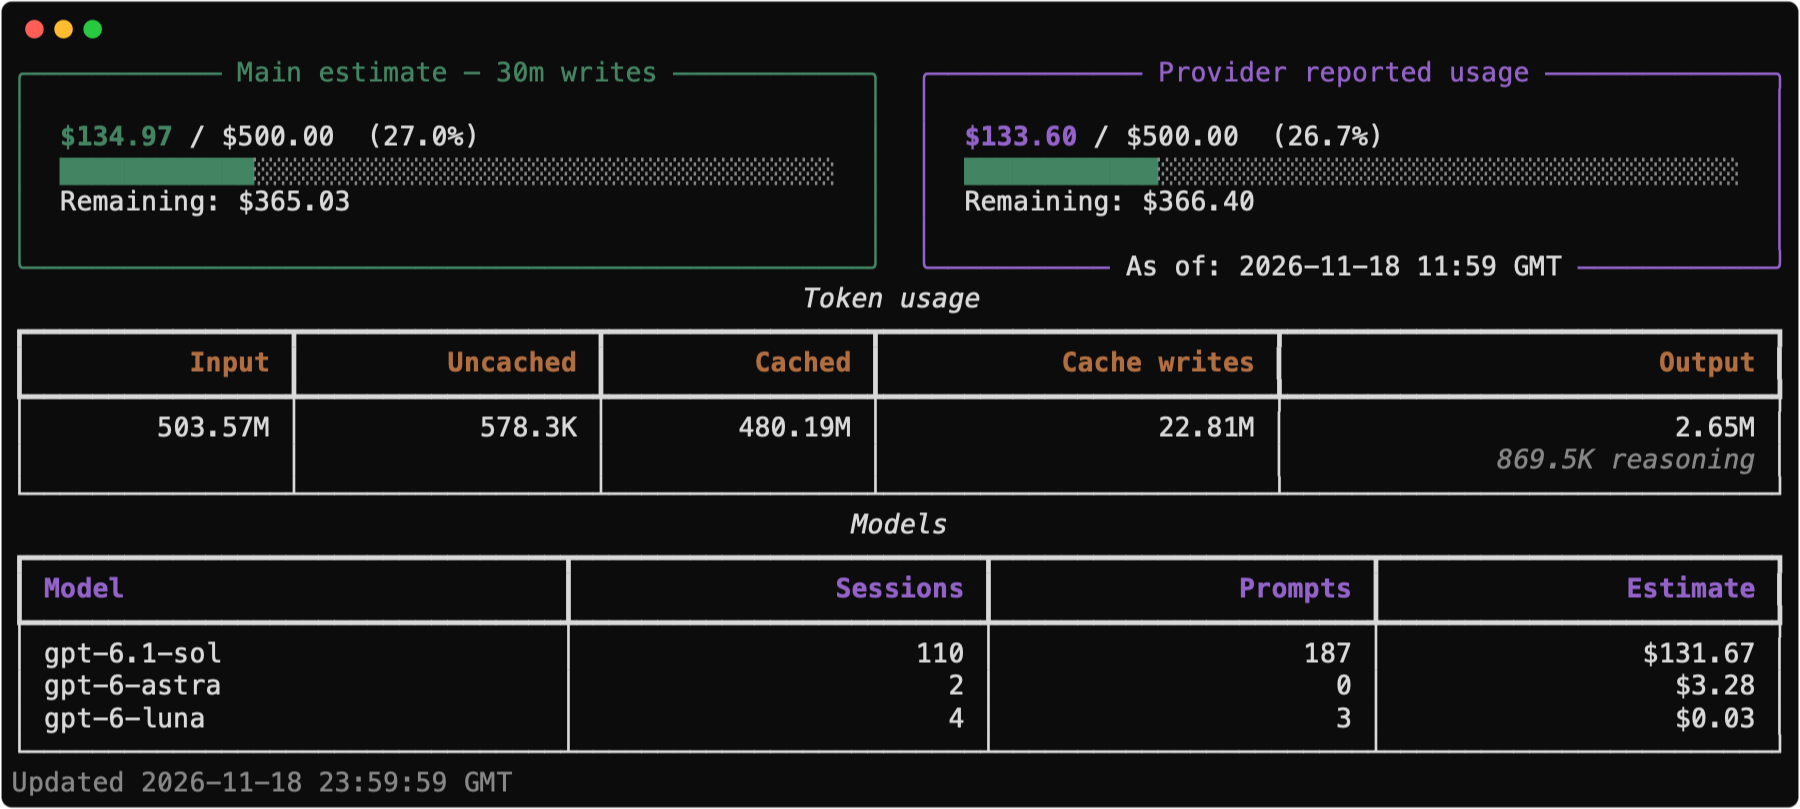 Main estimate — 30m writes
$134.97 / $500.00 (27.0%)
Remaining: $365.03
Provider reported usage
$133.60 / $500.00 (26.7%)
Remaining: $366.40
As of: 2026-11-18 11:59 GMT
Token usage
Input Uncached Cached Cache writes Output
503.57M 578.3K 480.19M 22.81M 2.65M
869.5K reasoning
Models
Model Sessions Prompts Estimate
gpt-6.1-sol 110 187 $131.67
gpt-6-astra 2 0 $3.28
gpt-6-luna 4 3 $0.03
Updated 2026-11-18 23:59:59 GMT